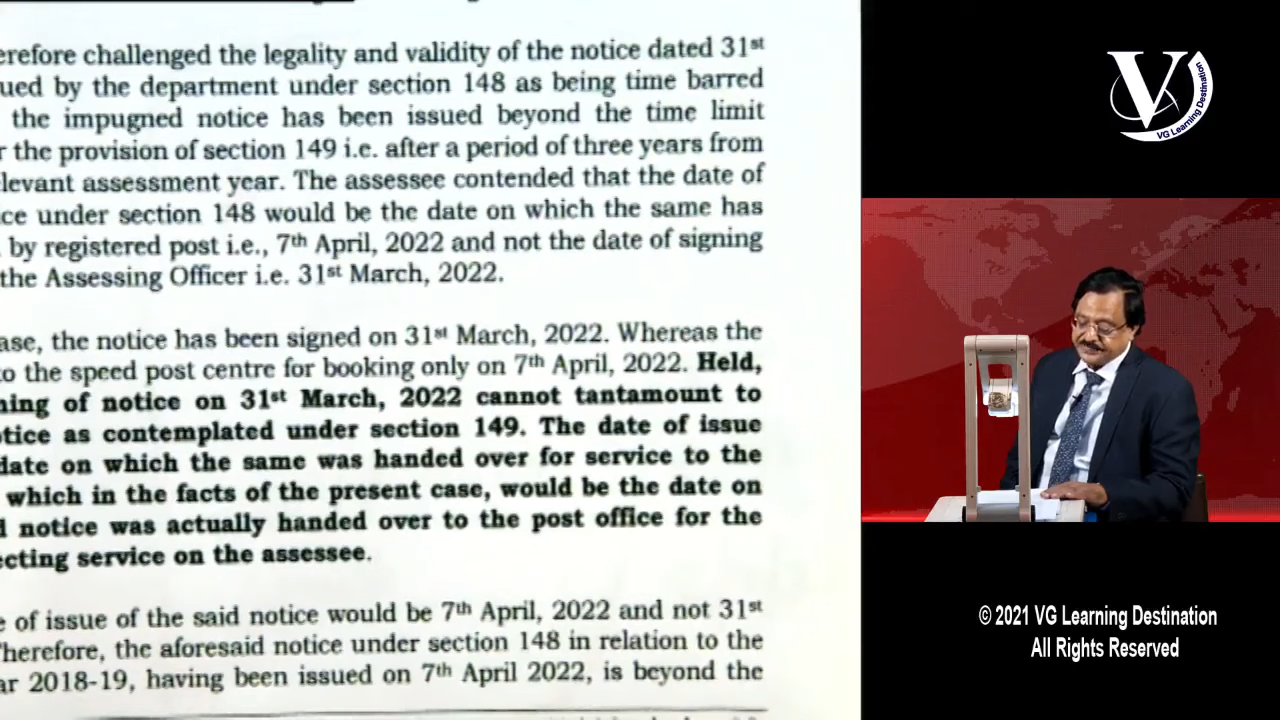 challenged the legality and validity of the notice dated 31st
by the department under section 148 as being time barred
the impugned notice has been issued beyond the time limit
the provision of section 149 i.e. after a period of three years from
assessment year. The assessee contended that the date of
under section 148 would be the date on which the same has
by registered post i.e., 7th April, 2022 and not the date of signing
the Assessing Officer i.e. 31st March, 2022.
the notice has been signed on 31st March, 2022. Whereas the
the speed post centre for booking only on 7th April, 2022. Held,
of notice on 31st March, 2022 cannot tantamount to
as contemplated under section 149. The date of issue
date on which the same was handed over for service to the
which in the facts of the present case, would be the date on
notice was actually handed over to the post office for the
service on the assessee.
of issue of the said notice would be 7th April, 2022 and not 31st
the aforesaid notice under section 148 in relation to the
2018-19, having been issued on 7th April 2022, is beyond the
V
VG Learning Destination
© 2021 VG Learning Destination
All Rights Reserved